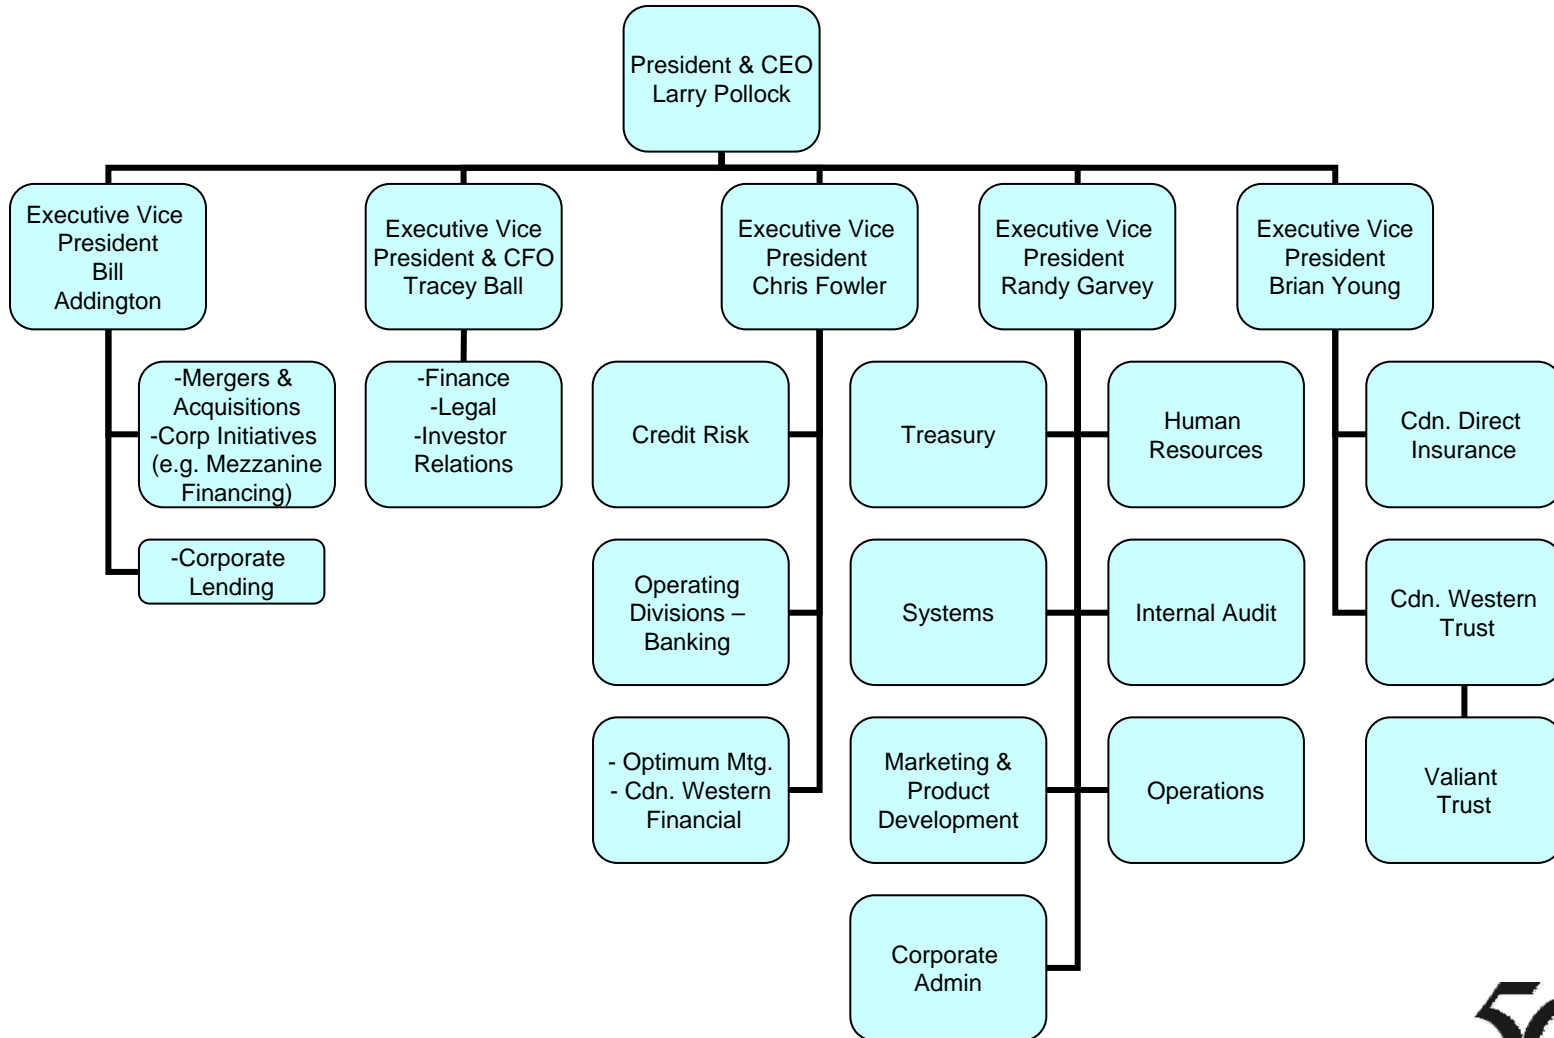 President & CEO
Larry Pollock
Executive Vice
President
Bill
Addington
Executive Vice
President & CFO
Tracey Ball
Executive Vice
President
Chris Fowler
Executive Vice
President
Randy Garvey
Executive Vice
President
Brian Young
-Mergers &
Acquisitions
-Corp Initiatives
(e.g. Mezzanine
Financing)
-Finance
-Legal
-Investor
Relations
Credit Risk
Treasury
Human
Resources
Cdn. Direct
Insurance
-Corporate
Lending
Operating
Divisions –
Banking
Systems
Internal Audit
Cdn. Western
Trust
- Optimum Mtg.
- Cdn. Western
Financial
Marketing &
Product
Development
Operations
Valiant
Trust
Corporate
Admin